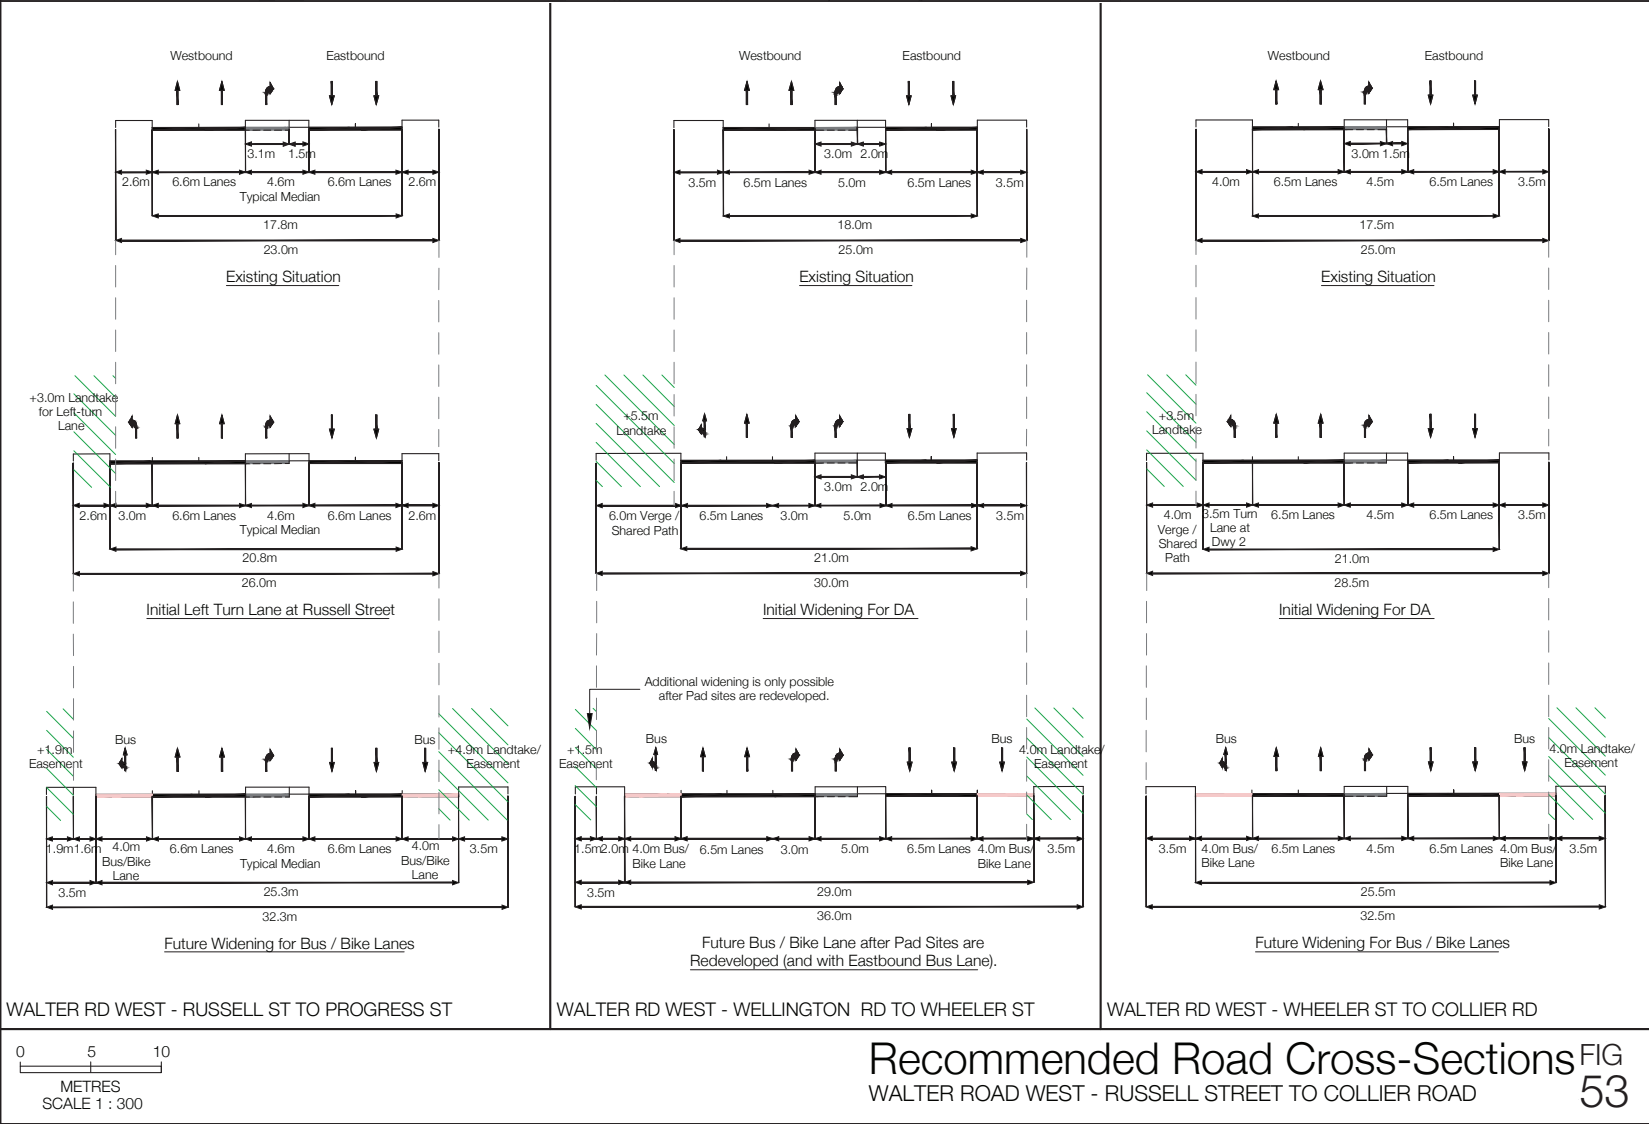 Westbound Eastbound
3.1m 1.5m
2.6m 6.6m Lanes 4.6m 6.6m Lanes 2.6m
Typical Median
17.8m
23.0m
Existing Situation
+3.0m Landtake
for Left-turn
Lane
2.6m 3.0m 6.6m Lanes 4.6m 6.6m Lanes 2.6m
Typical Median
20.8m
26.0m
Initial Left Turn Lane at Russell Street
Bus Bus
+1.9m
Easement
+4.9m Landtake/
Easement
1.9m 1.6m 4.0m 6.6m Lanes 4.6m 6.6m Lanes 4.0m 3.5m
Bus/Bike
Lane
Typical Median
Bus/Bike
Lane
3.5m 25.3m
32.3m
Future Widening for Bus / Bike Lanes
WALTER RD WEST - RUSSELL ST TO PROGRESS ST
Westbound Eastbound
3.0m 2.0m
3.5m 6.5m Lanes 5.0m 6.5m Lanes 3.5m
18.0m
25.0m
Existing Situation
+5.5m
Landtake
3.0m 2.0m
6.0m Verge / 6.5m Lanes 3.0m 5.0m 6.5m Lanes 3.5m
Shared Path
21.0m
30.0m
Initial Widening For DA
Additional widening is only possible
after Pad sites are redeveloped.
Bus Bus
+1.5m
Easement
4.0m Landtake/
Easement
1.5m 2.0m 4.0m Bus/ 6.5m Lanes 3.0m 5.0m 6.5m Lanes 4.0m Bus/ 3.5m
Bike Lane Bike Lane
3.5m 29.0m
36.0m
Future Bus / Bike Lane after Pad Sites are
Redeveloped (and with Eastbound Bus Lane).
WALTER RD WEST - WELLINGTON RD TO WHEELER ST
Westbound Eastbound
3.0m 1.5m
4.0m 6.5m Lanes 4.5m 6.5m Lanes 3.5m
17.5m
25.0m
Existing Situation
+3.5m
Landtake
4.0m 3.5m Turn 6.5m Lanes 4.5m 6.5m Lanes 3.5m
Verge / Lane at
Shared Dwy 2
Path
21.0m
28.5m
Initial Widening For DA
Bus Bus
4.0m Landtake/
Easement
3.5m 4.0m Bus/ 6.5m Lanes 4.5m 6.5m Lanes 4.0m Bus/ 3.5m
Bike Lane Bike Lane
25.5m
32.5m
Future Widening For Bus / Bike Lanes
WALTER RD WEST - WHEELER ST TO COLLIER RD
0 5 10
METRES
SCALE 1 : 300
Recommended Road Cross-Sections
WALTER ROAD WEST - RUSSELL STREET TO COLLIER ROAD
FIG
53